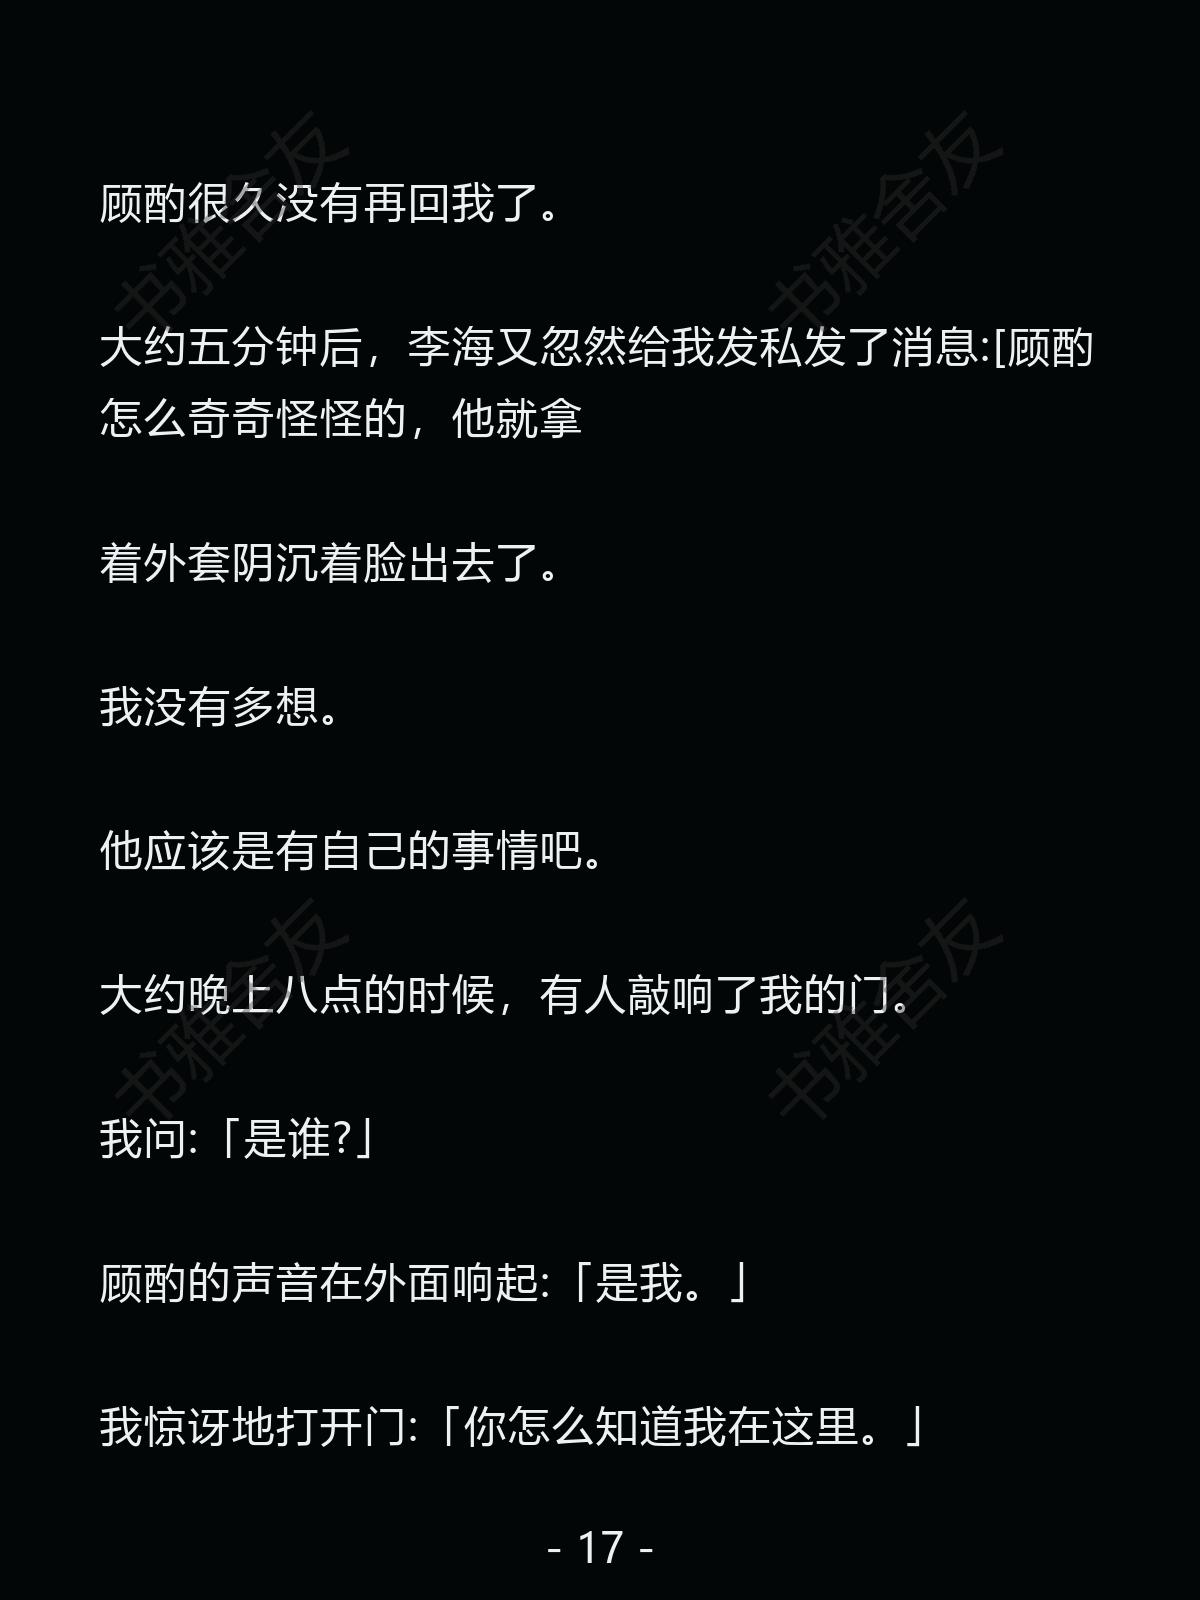 顾酌很久没有再回我了。
大约五分钟后，李海又忽然给我发私发了消息:[顾酌
怎么奇奇怪怪的，他就拿
着外套阴沉着脸出去了。
我没有多想。
他应该是有自己的事情吧。
大约晚上八点的时候，有人敲响了我的门。
我问:「是谁?」
顾酌的声音在外面响起:「是我。」
我惊讶地打开门:「你怎么知道我在这里。」
- 17 -
书雅舍友
书雅舍友
书雅舍友
书雅舍友